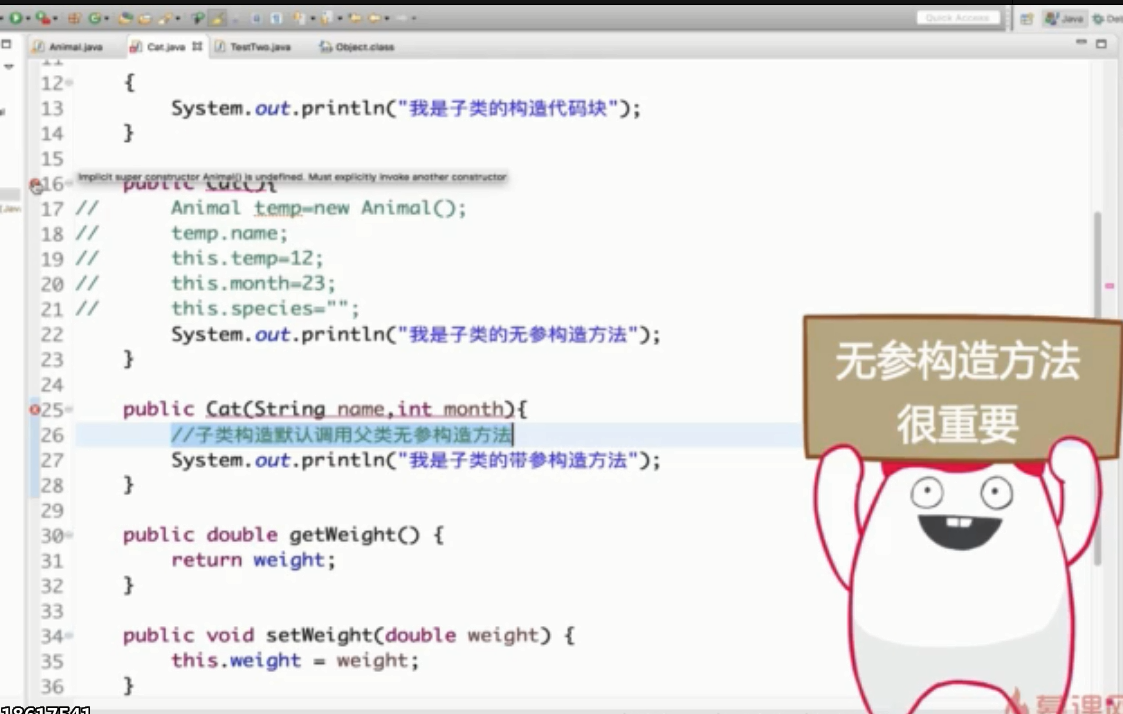 Quick Access
Java
Animal.java
Cat.java
TestTwo.java
Object.class
12 {
13 System.out.println("我是子类的构造代码块");
14 }
15
Implicit super constructor Animal() is undefined. Must explicitly invoke another constructor
16 public Cat(){
17 // Animal temp=new Animal();
18 // temp.name;
19 // this.temp=12;
20 // this.month=23;
21 // this.species="";
22 System.out.println("我是子类的无参构造方法");
23 }
24
25 public Cat(String name,int month){
26 //子类构造默认调用父类无参构造方法
27 System.out.println("我是子类的带参构造方法");
28 }
29
30 public double getWeight() {
31 return weight;
32 }
33
34 public void setWeight(double weight) {
35 this.weight = weight;
36 }
无参构造方法
很重要
慕课网